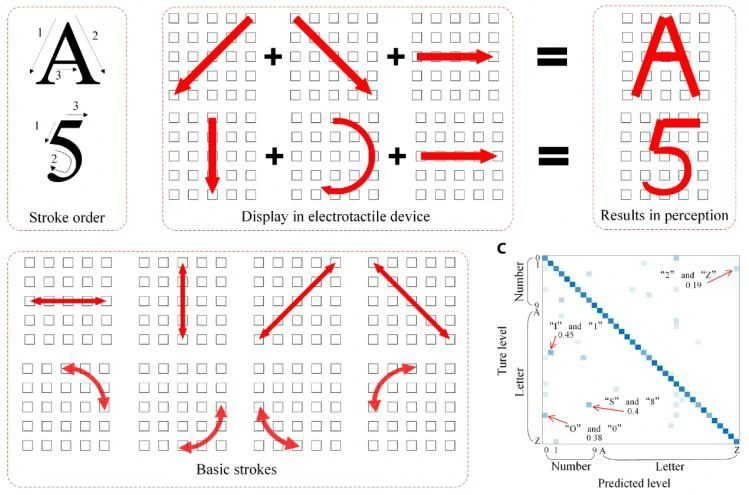 1
2
3
A
1
3
2
5
Stroke order
+
+
=
+
+
=
Display in electrotactile device
A
5
Results in perception
Basic strokes
C
Number
Letter
Ture level
0
1
9
A
Z
"2" and "Z"
0.19
"I" and "1"
0.45
"S" and "8"
0.4
"O" and "0"
0.38
0 1 9 A Z
Number Letter
Predicted level